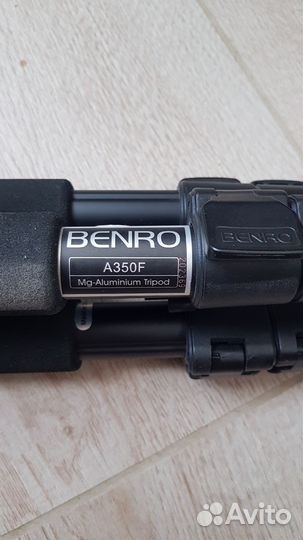 BENRO
A350F
Mg-Aluminium Tripod
BENRO
Avito